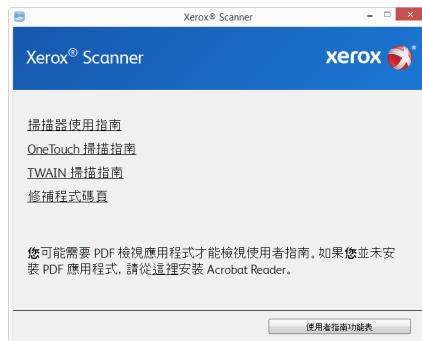 Xerox® Scanner
Xerox® Scanner
xerox
掃描器使用指南
OneTouch 掃描指南
TWAIN 掃描指南
修補程式碼頁
您可能需要 PDF 檢視應用程式才能檢視使用者指南。如果您並未安
裝 PDF 應用程式, 請從這裡安裝 Acrobat Reader。
使用者指南功能表